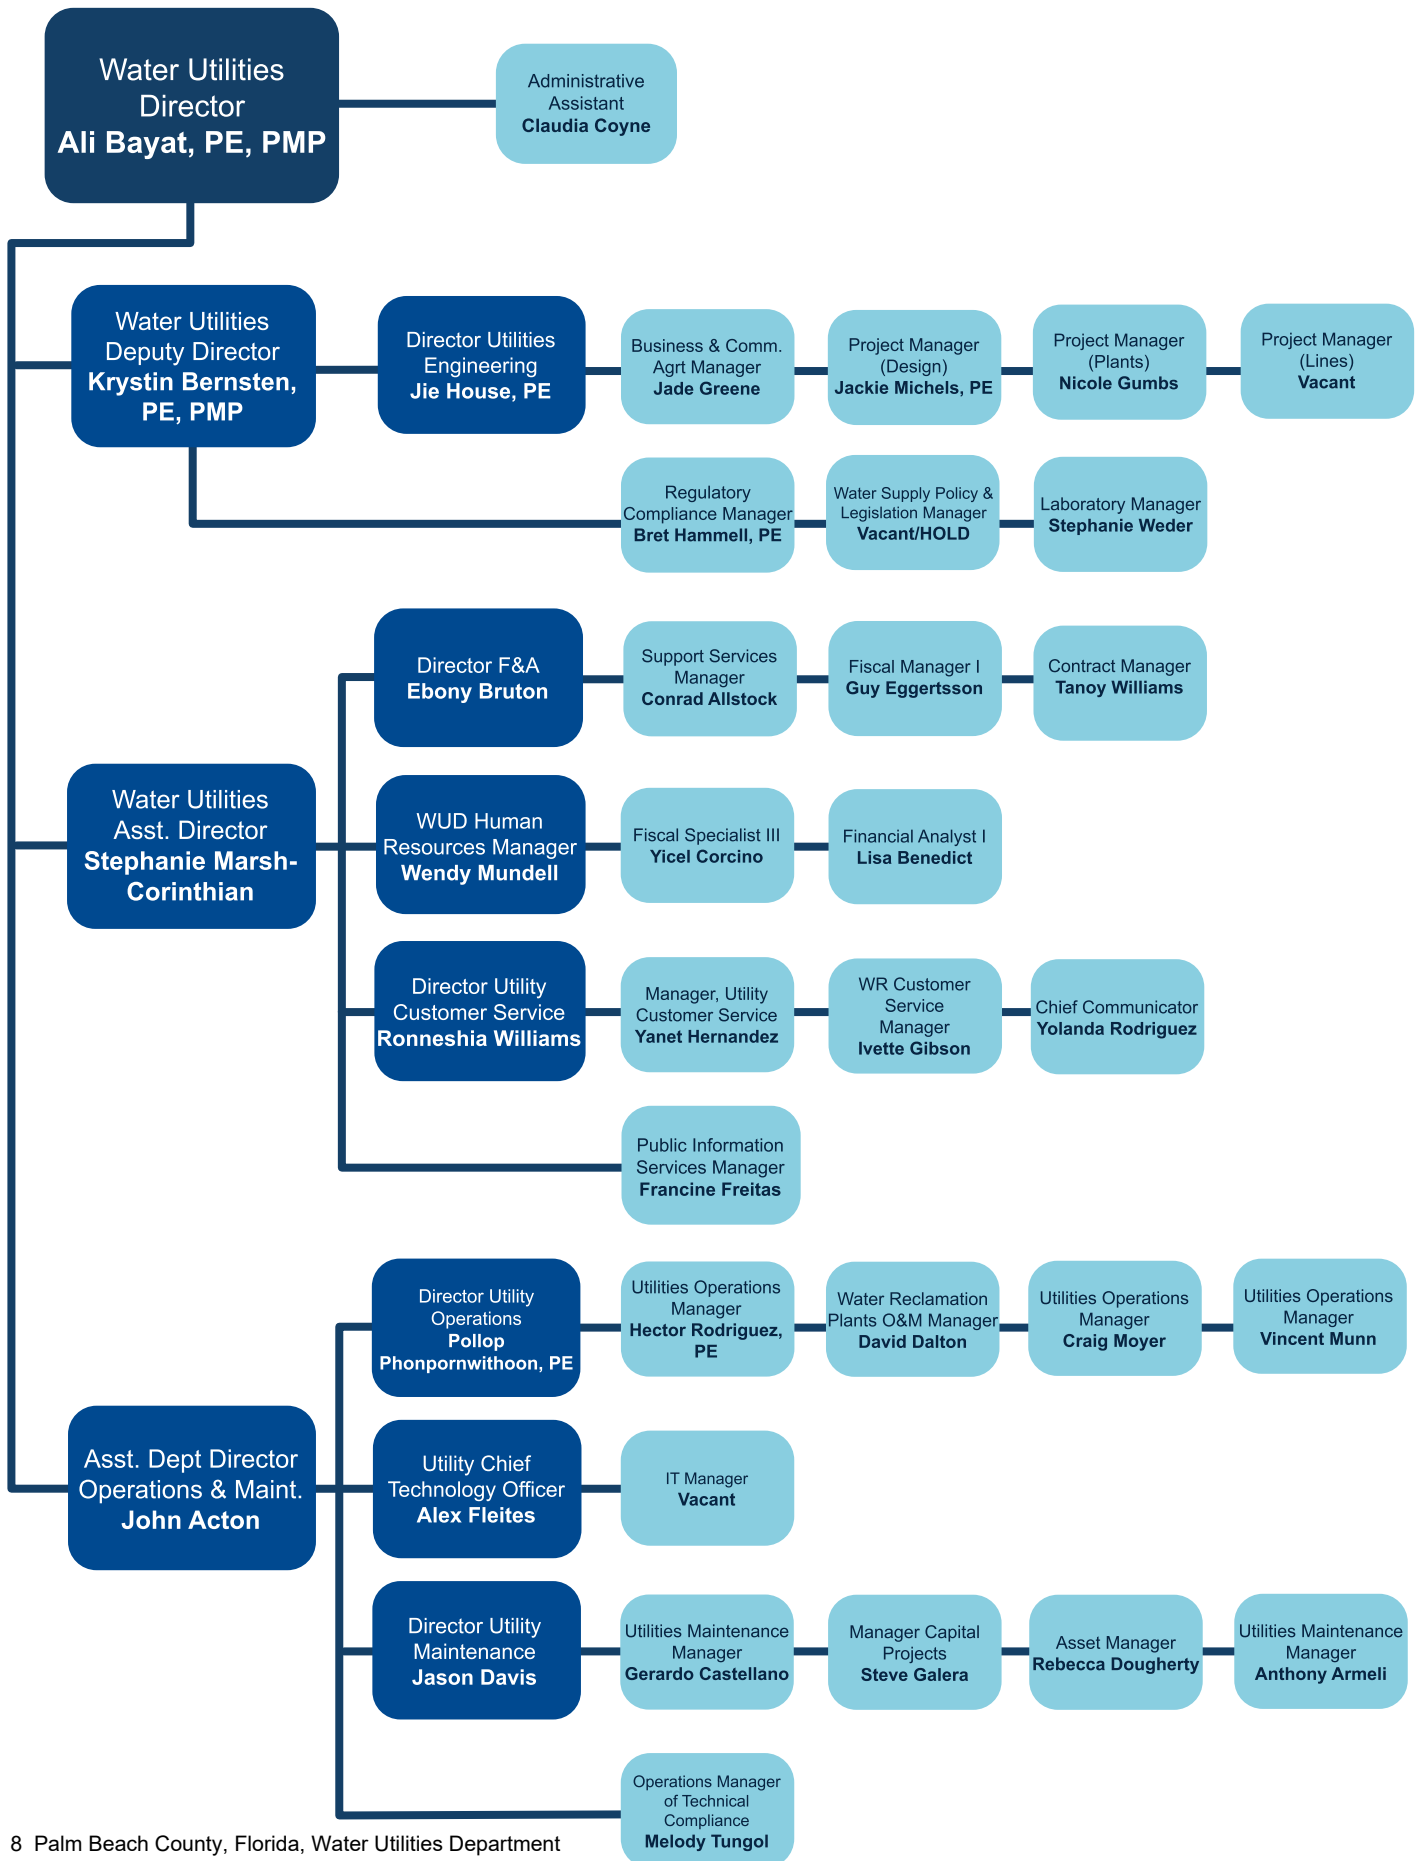 Water Utilities
Director
Ali Bayat, PE, PMP
Administrative
Assistant
Claudia Coyne
Water Utilities
Deputy Director
Krystin Bernsten,
PE, PMP
Director Utilities
Engineering
Jie House, PE
Business & Comm.
Agrt Manager
Jade Greene
Project Manager
(Design)
Jackie Michels, PE
Project Manager
(Plants)
Nicole Gumbs
Project Manager
(Lines)
Vacant
Regulatory
Compliance Manager
Bret Hammell, PE
Water Supply Policy &
Legislation Manager
Vacant/HOLD
Laboratory Manager
Stephanie Weder
Water Utilities
Asst. Director
Stephanie Marsh-
Corinthian
Director F&A
Ebony Bruton
Support Services
Manager
Conrad Allstock
Fiscal Manager I
Guy Eggertsson
Contract Manager
Tanoy Williams
WUD Human
Resources Manager
Wendy Mundell
Fiscal Specialist III
Yicel Corcino
Financial Analyst I
Lisa Benedict
Director Utility
Customer Service
Ronneshia Williams
Manager, Utility
Customer Service
Yanet Hernandez
WR Customer
Service
Manager
Ivette Gibson
Chief Communicator
Yolanda Rodriguez
Public Information
Services Manager
Francine Freitas
Asst. Dept Director
Operations & Maint.
John Acton
Director Utility
Operations
Pollop
Phonpornwithoon, PE
Utilities Operations
Manager
Hector Rodriguez,
PE
Water Reclamation
Plants O&M Manager
David Dalton
Utilities Operations
Manager
Craig Moyer
Utilities Operations
Manager
Vincent Munn
Utility Chief
Technology Officer
Alex Fleites
IT Manager
Vacant
Director Utility
Maintenance
Jason Davis
Utilities Maintenance
Manager
Gerardo Castellano
Manager Capital
Projects
Steve Galera
Asset Manager
Rebecca Dougherty
Utilities Maintenance
Manager
Anthony Armeli
Operations Manager
of Technical
Compliance
Melody Tungol
8 Palm Beach County, Florida, Water Utilities Department